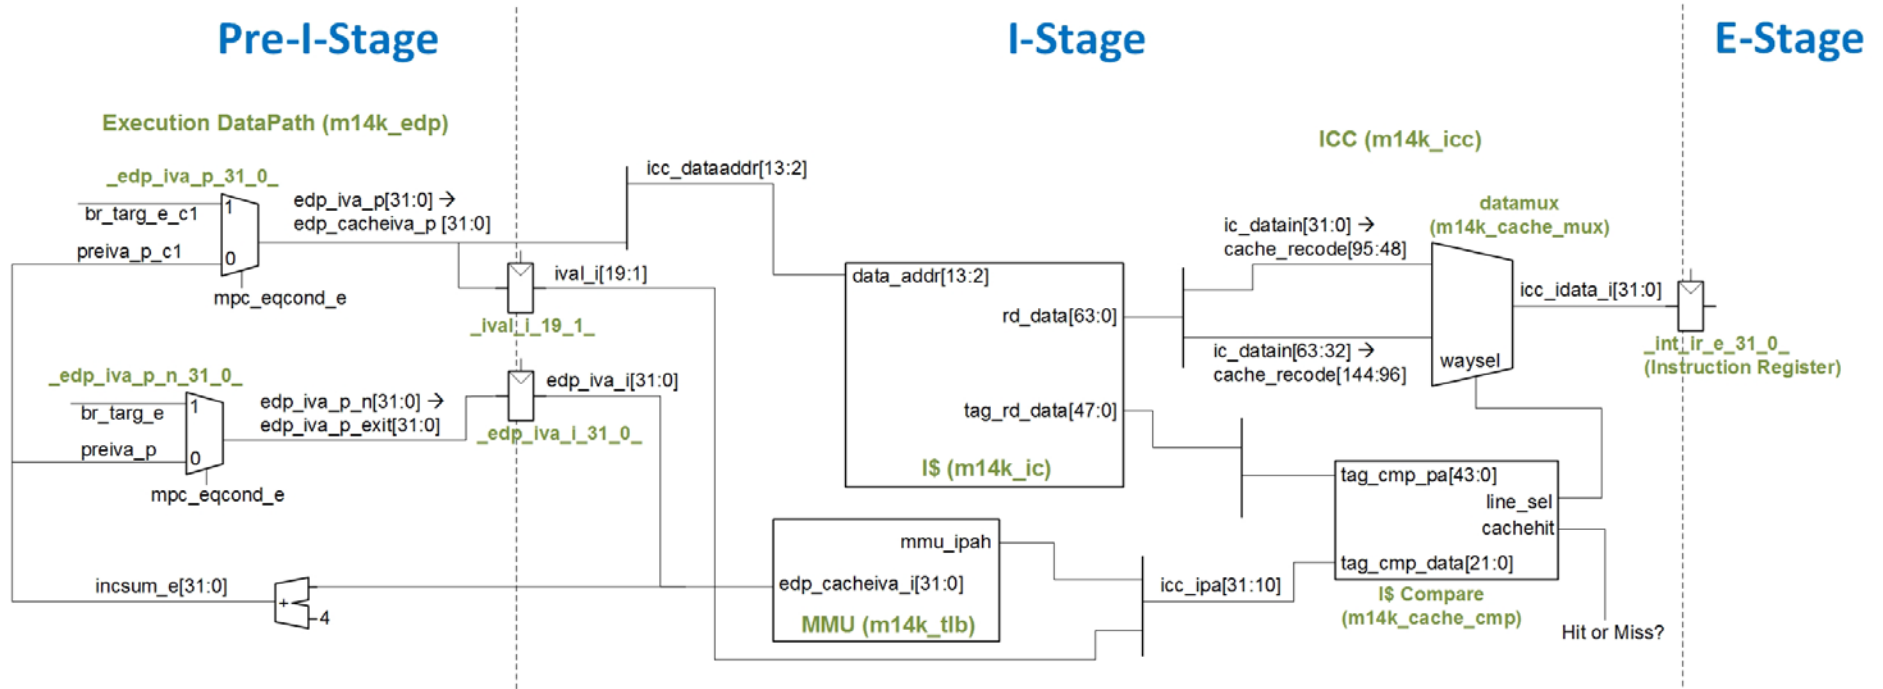 Pre-I-Stage
I-Stage
E-Stage
Execution DataPath (m14k_edp)
ICC (m14k_icc)
_edp_iva_p_31_0_
br_targ_e_c1
1
preiva_p_c1
0
mpc_eqcond_e
edp_iva_p[31:0] →
edp_cacheiva_p [31:0]
icc_dataaddr[13:2]
ival_i[19:1]
_ival_i_19_1_
_edp_iva_p_n_31_0_
br_targ_e
1
preiva_p
0
mpc_eqcond_e
edp_iva_p_n[31:0] →
edp_iva_p_exit[31:0]
edp_iva_i[31:0]
_edp_iva_i_31_0_
incsum_e[31:0]
+
4
data_addr[13:2]
rd_data[63:0]
tag_rd_data[47:0]
I$ (m14k_ic)
mmu_ipah
edp_cacheiva_i[31:0]
MMU (m14k_tlb)
icc_ipa[31:10]
ic_datain[31:0] →
cache_recode[95:48]
ic_datain[63:32] →
cache_recode[144:96]
datamux
(m14k_cache_mux)
waysel
icc_idata_i[31:0]
_int_ir_e_31_0_
(Instruction Register)
tag_cmp_pa[43:0]
line_sel
cachehit
tag_cmp_data[21:0]
I$ Compare
(m14k_cache_cmp)
Hit or Miss?